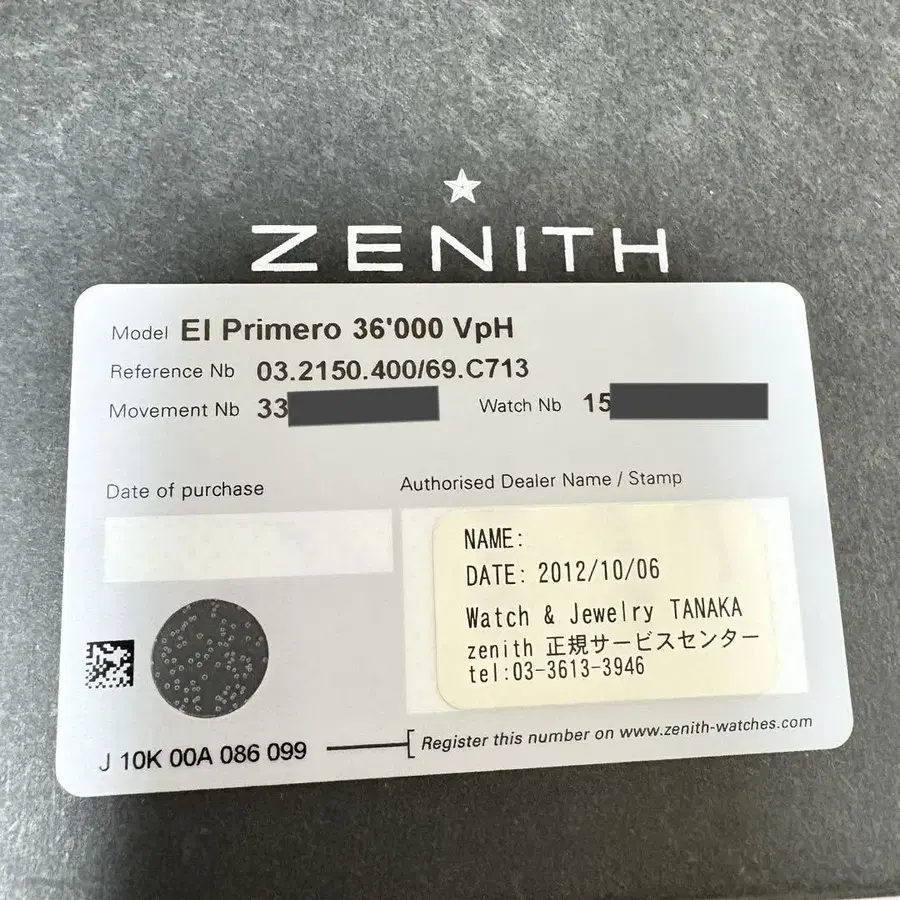 ZENITH
Model El Primero 36'000 VpH
Reference Nb 03.2150.400/69.C713
Movement Nb 33 Watch Nb 15
Date of purchase
Authorised Dealer Name / Stamp
NAME:
DATE: 2012/10/06
Watch & Jewelry TANAKA
zenith 正規サービスセンター
tel:03-3613-3946
J 10K 00A 086 099
Register this number on www.zenith-watches.com